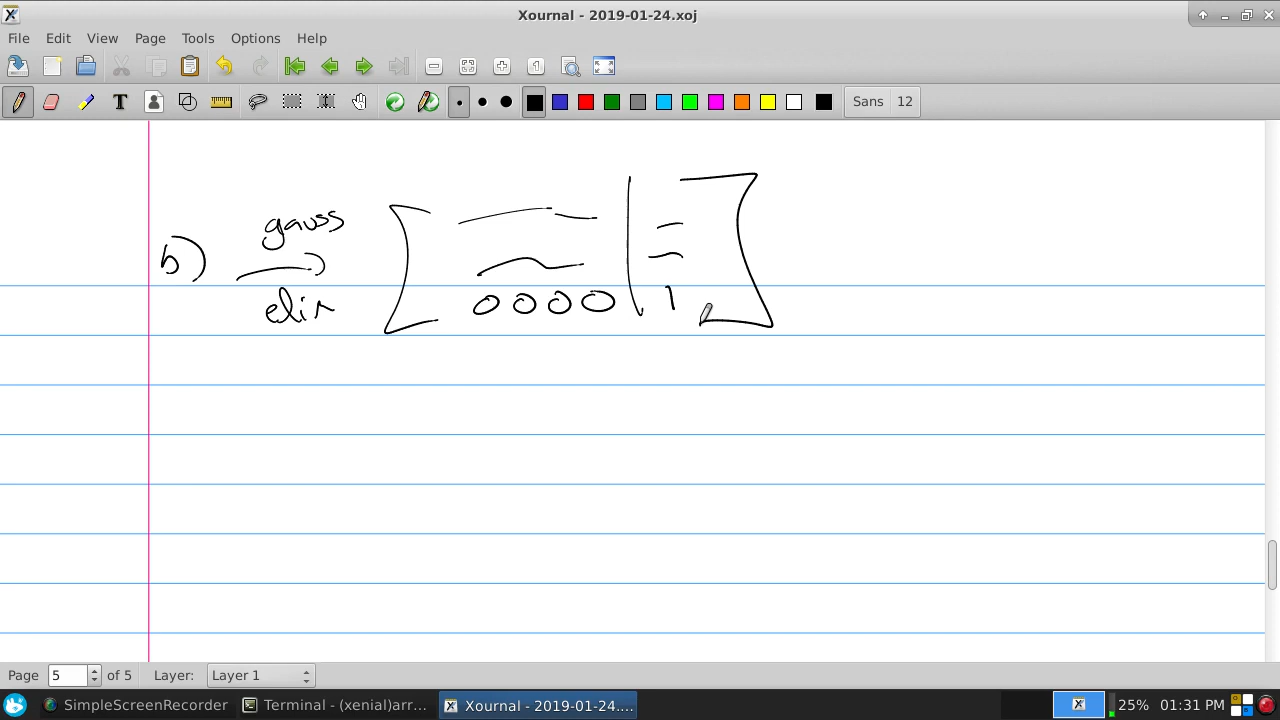 Xournal - 2019-01-24.xoj
File Edit View Page Tools Options Help
Sans 12
b) gauss
0 0 0 0 | 1
Page 5 of 5 Layer: Layer 1
SimpleScreenRecorder Terminal - (xenial)arr... Xournal - 2019-01-24.... 25% 01:31 PM